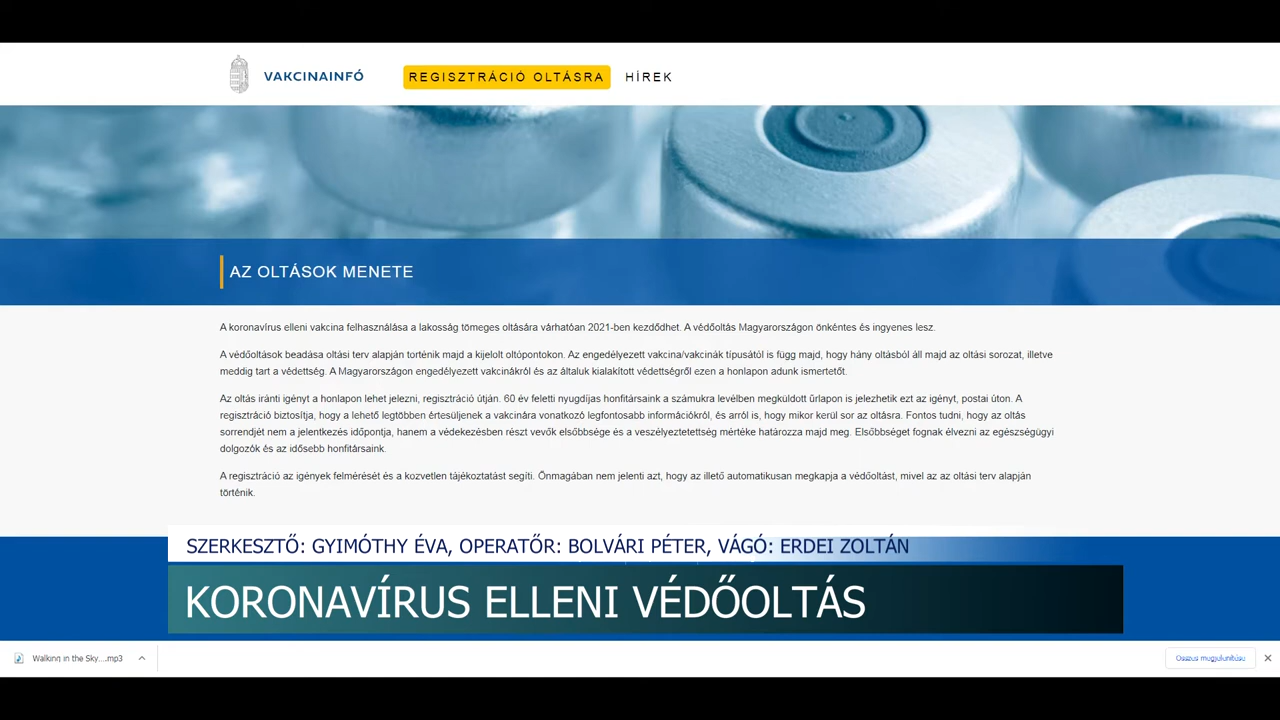 VAKCINAINFÓ
REGISZTRÁCIÓ OLTÁSRA
HÍREK
AZ OLTÁSOK MENETE
A koronavírus elleni vakcina felhasználása a lakosság tömeges oltására várhatóan 2021-ben kezdődhet. A védőoltás Magyarországon önkéntes és ingyenes lesz.
A védőoltások beadása oltási terv alapján történik majd a kijelölt oltópontokon. Az engedélyezett vakcina/vakcinák típusától is függ majd, hogy hány oltásból áll majd az oltási sorozat, illetve
meddig tart a védettség. A Magyarországon engedélyezett vakcinákról és az általuk kialakított védettségről ezen a honlapon adunk ismertetőt.
Az oltás iránti igényt a honlapon lehet jelezni, regisztráció útján. 60 év feletti nyugdíjas honfitársaink a számukra levélben megküldött űrlapon is jelezhetik ezt az igényt, postai úton. A
regisztráció biztosítja, hogy a lehető legtöbben értesüljenek a vakcinára vonatkozó legfontosabb információkról, és arról is, hogy mikor kerül sor az oltásra. Fontos tudni, hogy az oltás
sorrendjét nem a jelentkezés időpontja, hanem a védekezésben részt vevők elsőbbsége és a veszélyeztetettség mértéke határozza majd meg. Elsőbbséget fognak élvezni az egészségügyi
dolgozók és az idősebb honfitársaink.
A regisztráció az igények felmérését és a közvetlen tájékoztatást segíti. Önmagában nem jelenti azt, hogy az illető automatikusan megkapja a védőoltást, mivel az az oltási terv alapján
történik.
SZERKESZTŐ: GYIMÓTHY ÉVA, OPERATŐR: BOLVÁRI PÉTER, VÁGÓ: ERDEI ZOLTÁN
KORONAVÍRUS ELLENI VÉDŐOLTÁS
Walking in the Sky....mp3